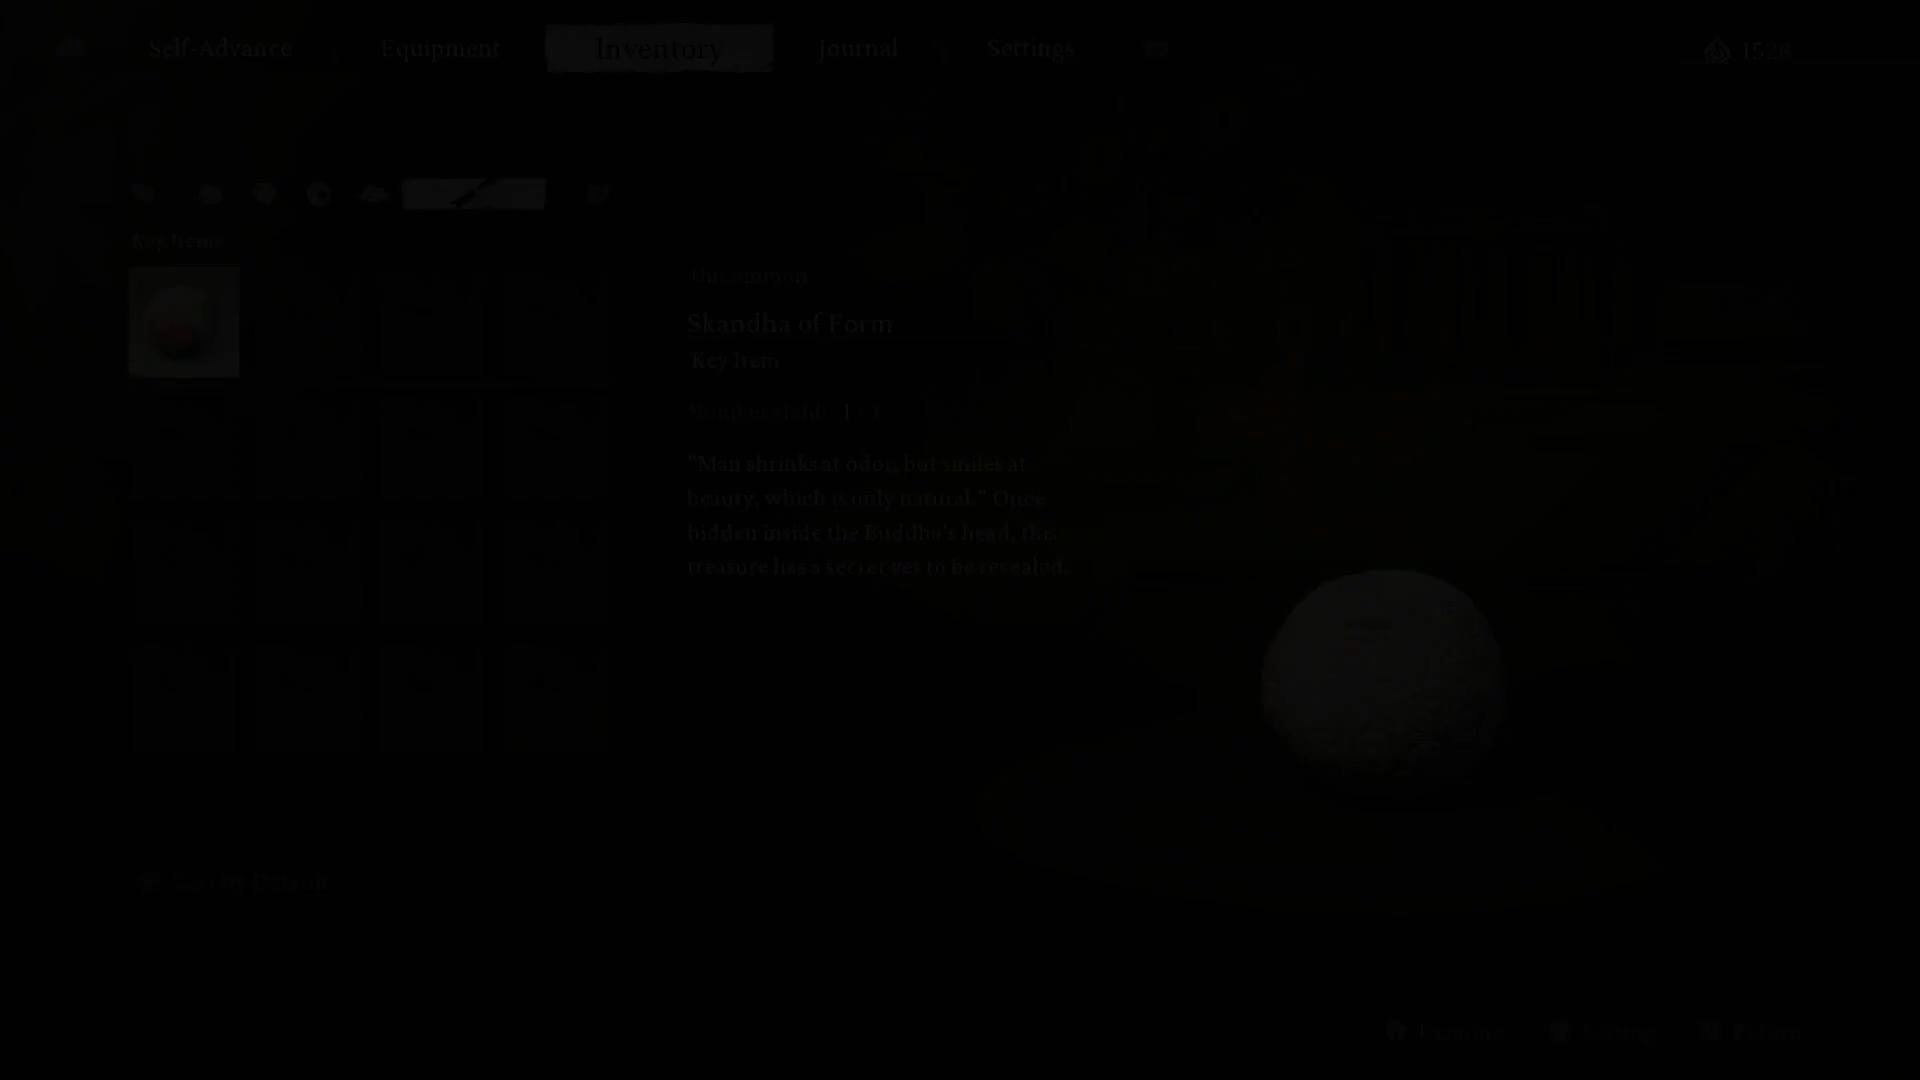 Self-Advance
Equipment
Inventory
Journal
Settings
1528
Key Items
Uncommon
Skandha of Form
Key Item
"Man shrinks at odor, but smiles at
beauty, which is only natural." Once
hidden inside the Buddha's head, this
treasure has a secret yet to be revealed.